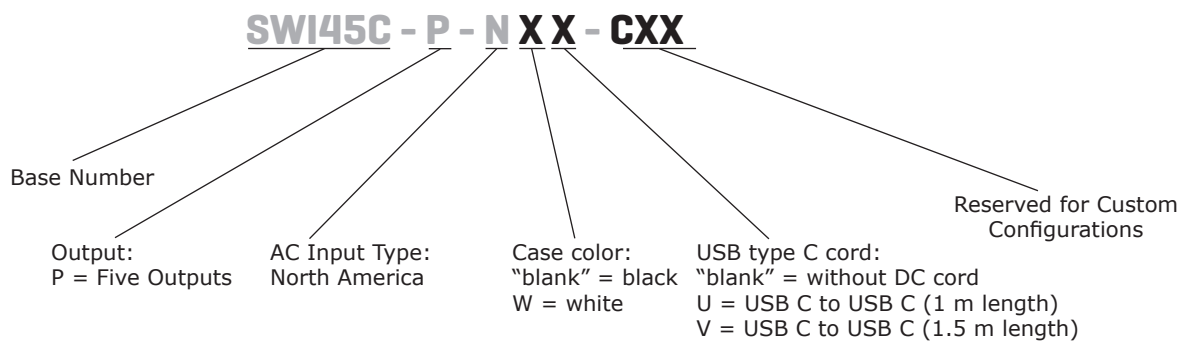 SWI45C - P - N X X - CXX
Base Number
Reserved for Custom
Configurations
Output:
P = Five Outputs
AC Input Type:
North America
Case color:
“blank” = black
W = white
USB type C cord:
“blank” = without DC cord
U = USB C to USB C (1 m length)
V = USB C to USB C (1.5 m length)